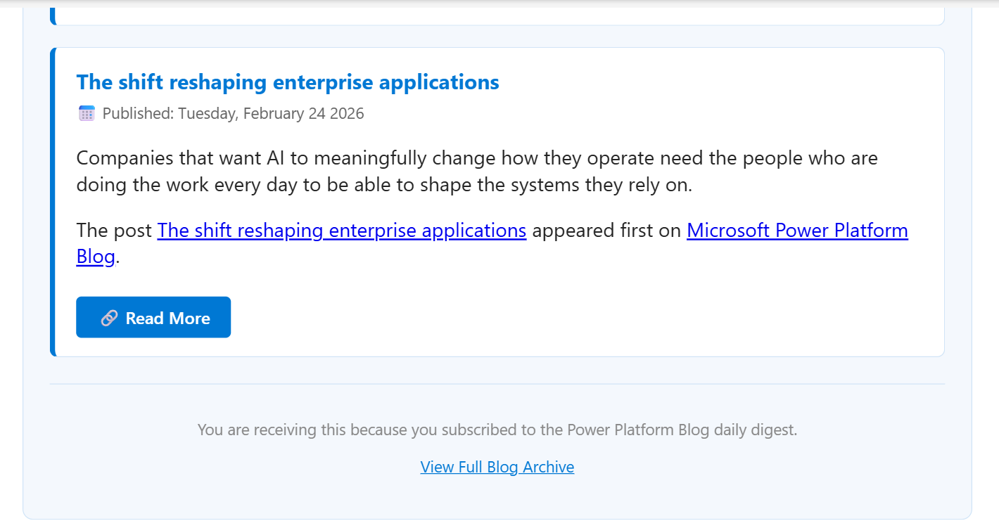 The shift reshaping enterprise applications
Published: Tuesday, February 24 2026
Companies that want AI to meaningfully change how they operate need the people who are
doing the work every day to be able to shape the systems they rely on.
The post The shift reshaping enterprise applications appeared first on Microsoft Power Platform
Blog.
Read More
You are receiving this because you subscribed to the Power Platform Blog daily digest.
View Full Blog Archive